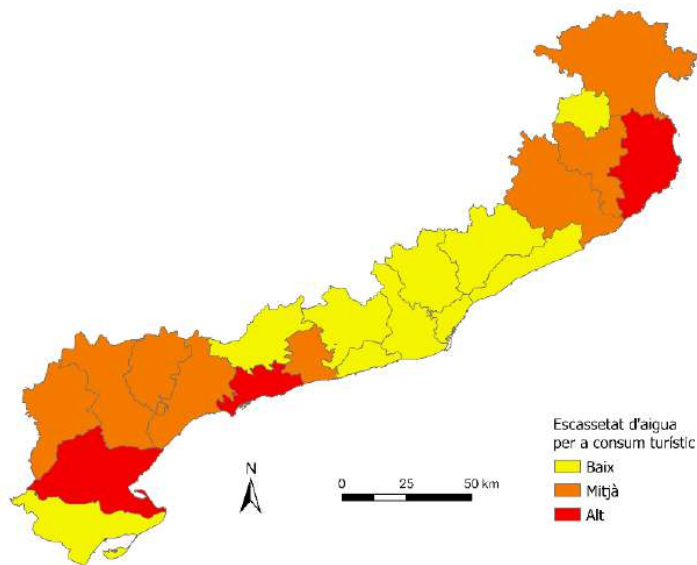 Escassetat d'aigua
per a consum turístic
Baix
Mitjà
Alt
N
0 25 50 km